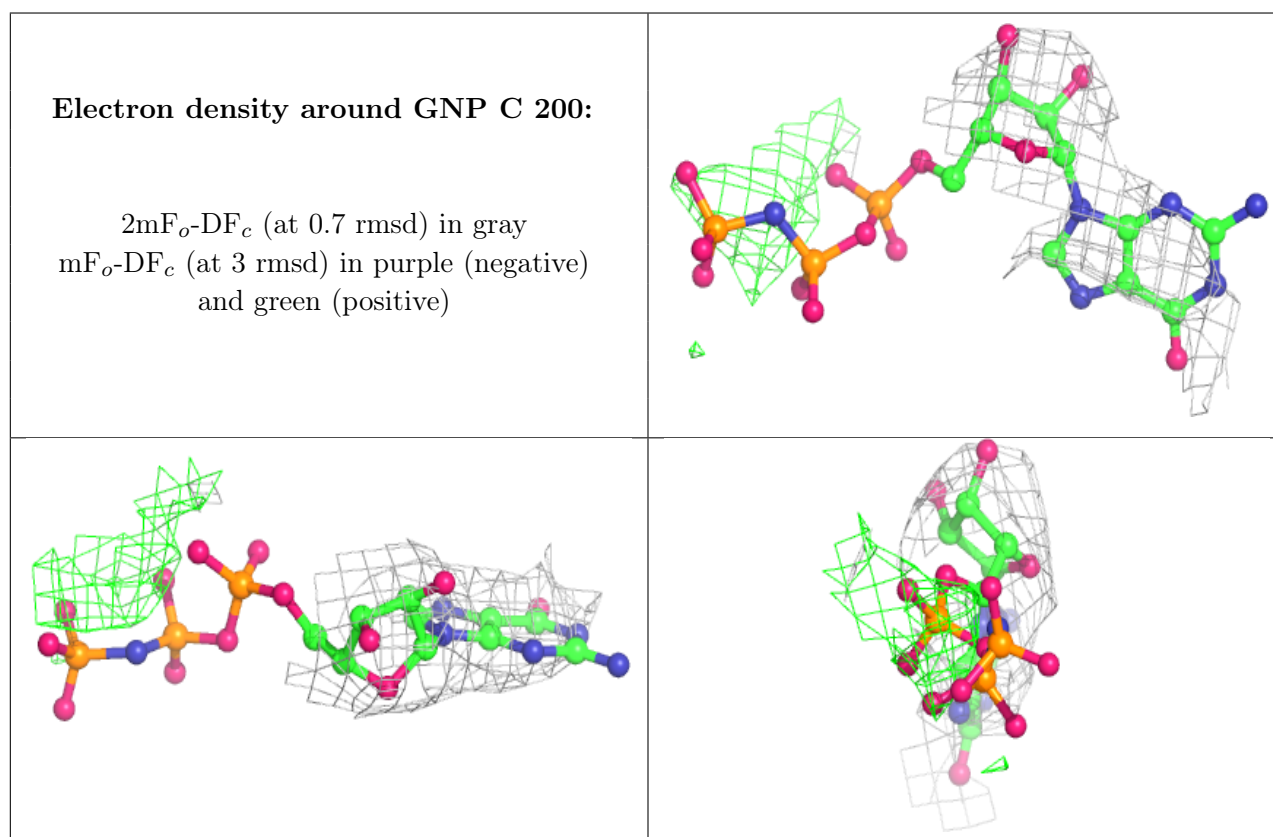 Electron density around GNP C 200:
2mFo-DFc (at 0.7 rmsd) in gray
mFo-DFc (at 3 rmsd) in purple (negative)
and green (positive)